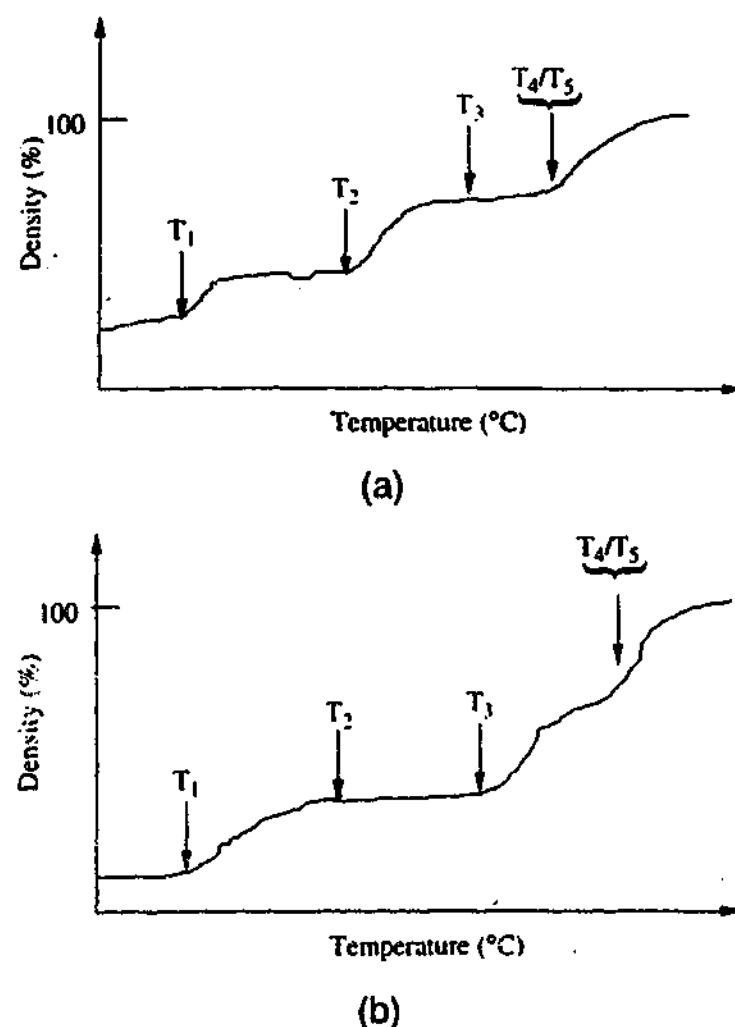 T4/T5
T3
100
T2
T1
Density (%)
Temperature (°C)
(a)
T4/T5
100
T2
T3
T1
Density (%)
Temperature (°C)
(b)